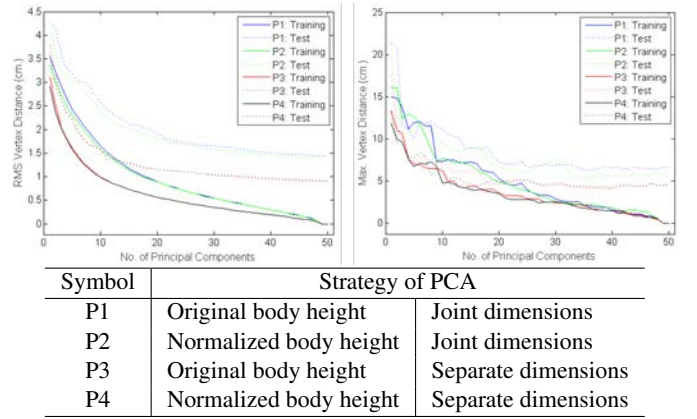 P1: Training
P1: Test
P2: Training
P2: Test
P3: Training
P3: Test
P4: Training
P4: Test
RMS Vertex Distance (cm.)
4.5
4
3.5
3
2.5
2
1.5
1
0.5
0
0 10 20 30 40 50
No. of Principal Components
P1: Training
P1: Test
P2: Training
P2: Test
P3: Training
P3: Test
P4: Training
P4: Test
Max. Vertex Distance (cm.)
25
20
15
10
5
0
0 10 20 30 40 50
No. of Principal Components
Symbol Strategy of PCA
P1 Original body height Joint dimensions
P2 Normalized body height Joint dimensions
P3 Original body height Separate dimensions
P4 Normalized body height Separate dimensions